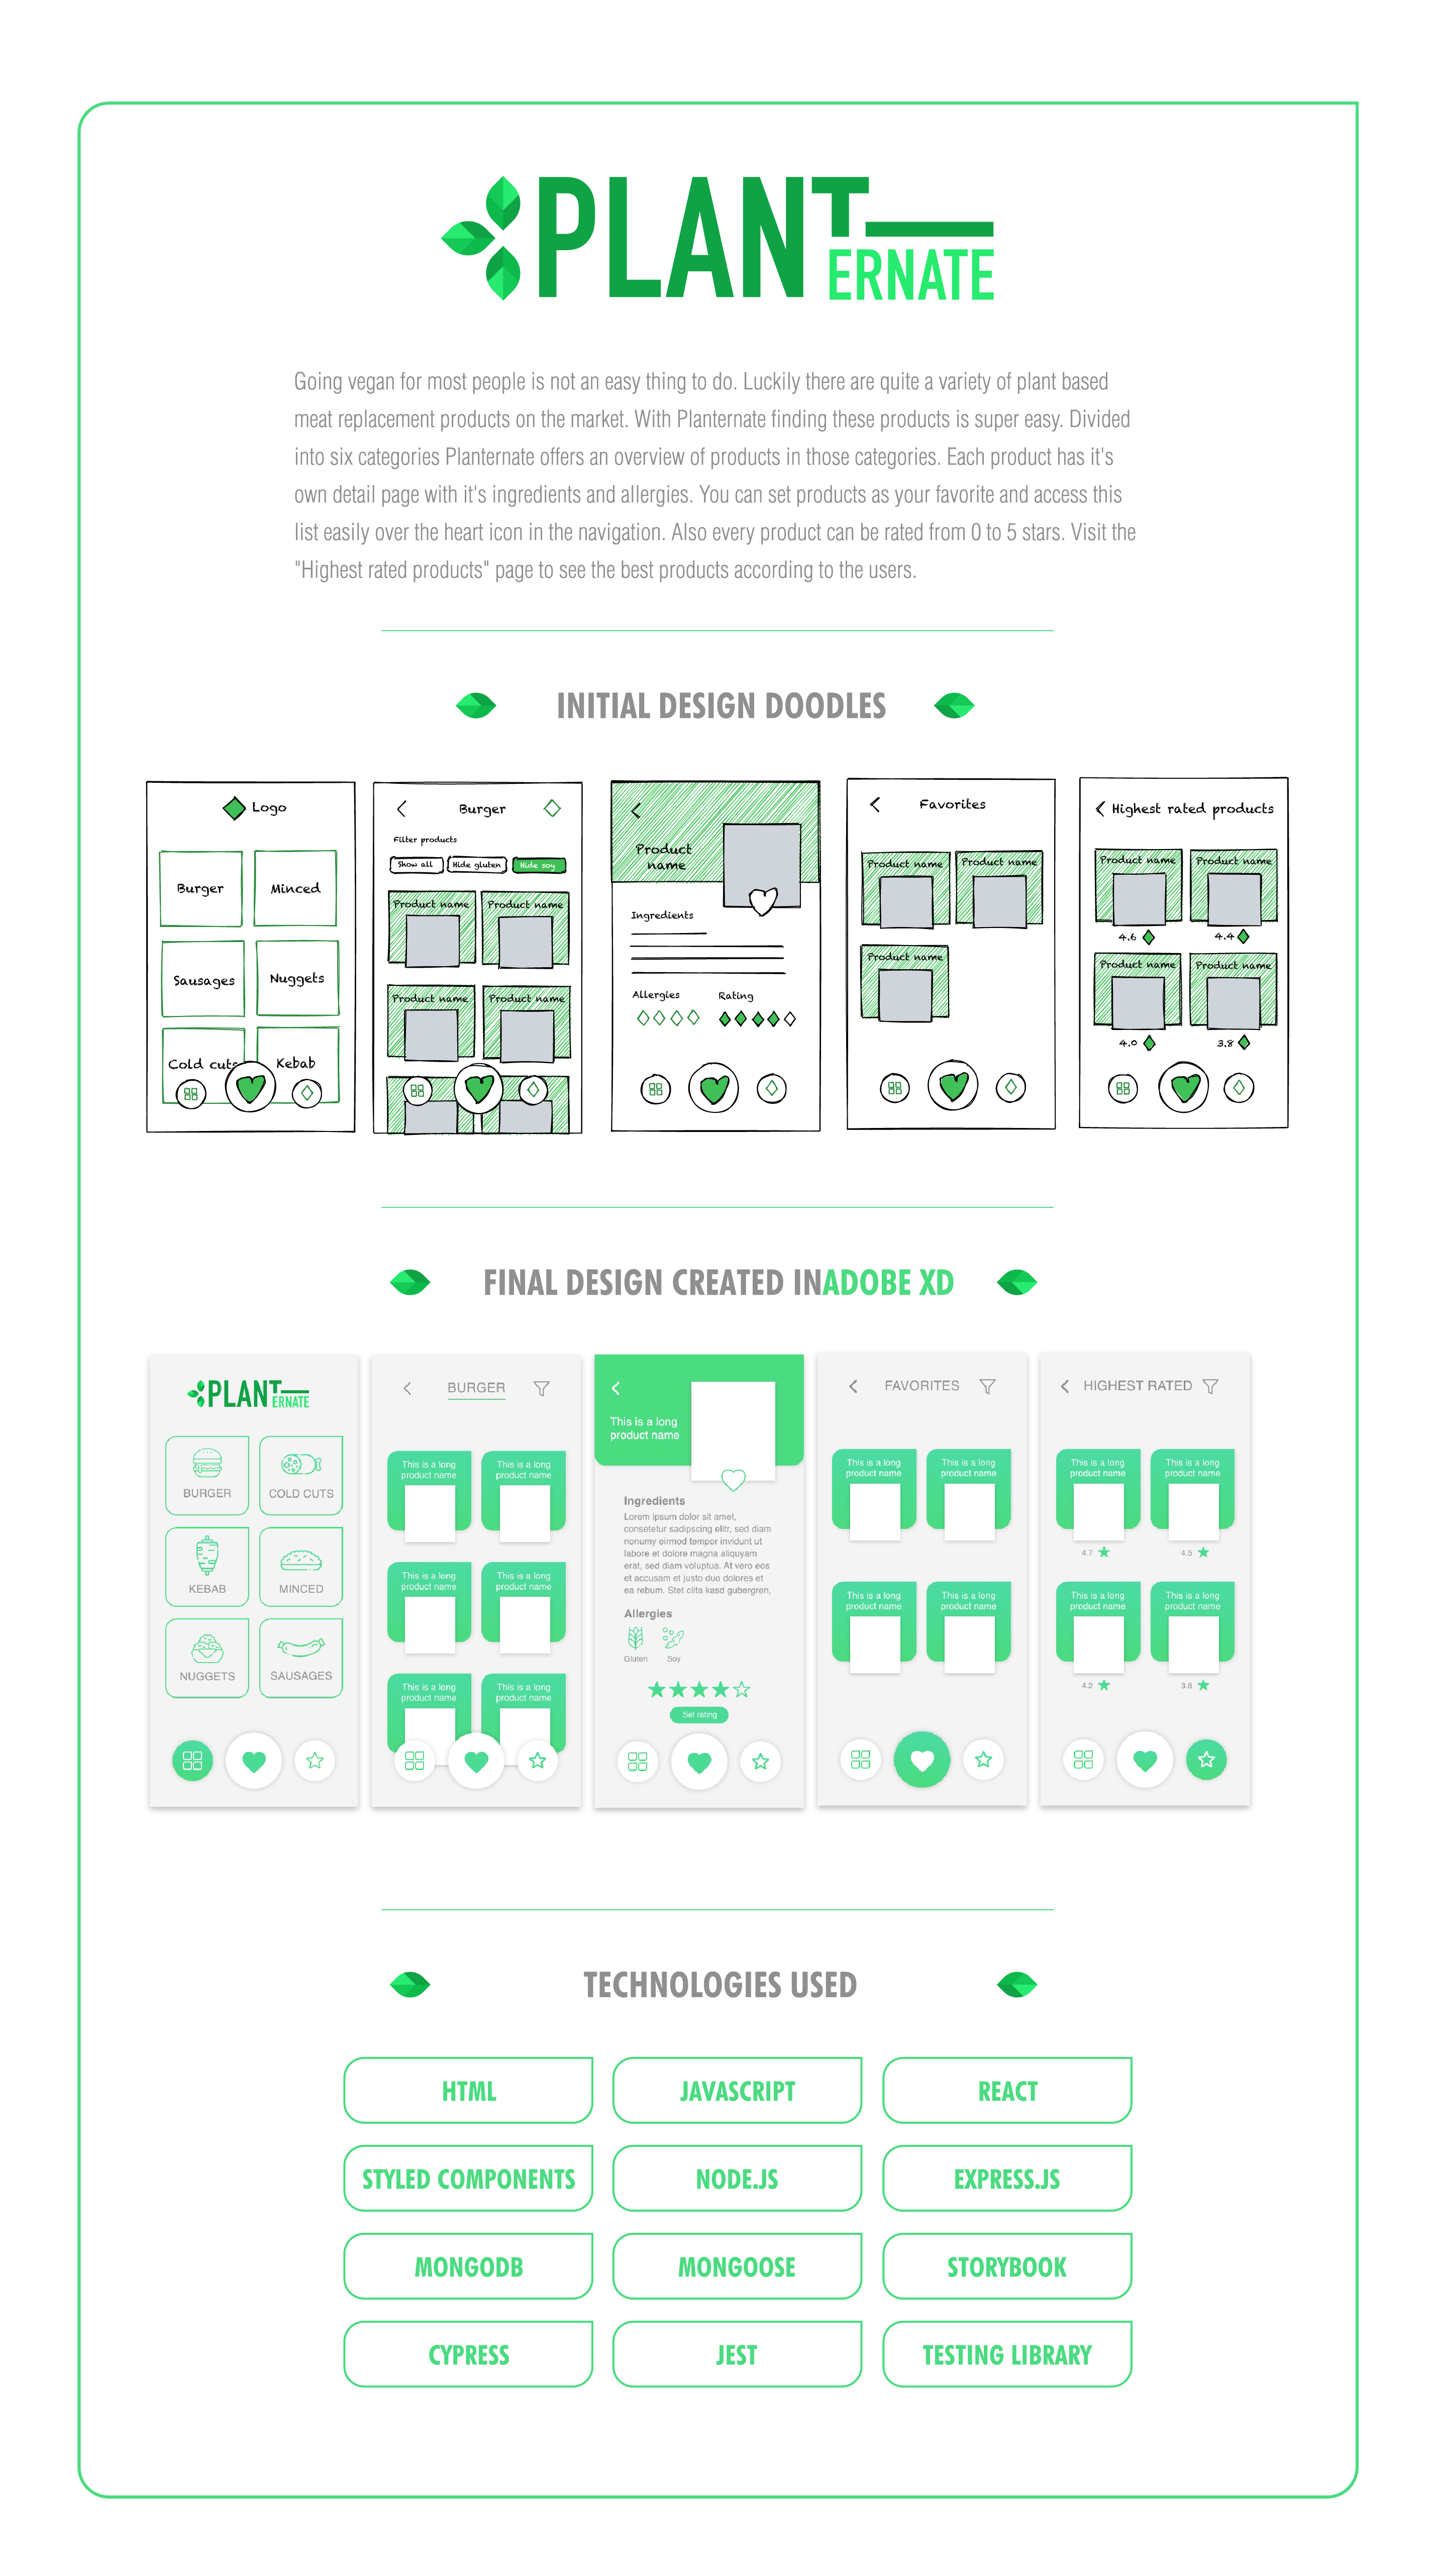 PLANT
ERNATE
Going vegan for most people is not an easy thing to do. Luckily there are quite a variety of plant based
meat replacement products on the market. With Planternate finding these products is super easy. Divided
into six categories Planternate offers an overview of products in those categories. Each product has it's
own detail page with it's ingredients and allergies. You can set products as your favorite and access this
list easily over the heart icon in the navigation. Also every product can be rated from 0 to 5 stars. Visit the
"Highest rated products" page to see the best products according to the users.
INITIAL DESIGN DOODLES
Logo
Burger
Minced
Sausages
Nuggets
Cold cuts
Kebab
Burger
Filter products
Show all
Hide gluten
Hide soy
Product name
Product name
Product name
Product name
Product
name
Ingredients
Allergies
Rating
Favorites
Product name
Product name
Product name
Highest rated products
Product name
Product name
4.6
4.4
Product name
Product name
4.0
3.8
FINAL DESIGN CREATED INADOBE XD
PLANT
ERNATE
BURGER
COLD CUTS
KEBAB
MINCED
NUGGETS
SAUSAGES
BURGER
This is a long
product name
This is a long
product name
This is a long
product name
This is a long
product name
This is a long
product name
This is a long
product name
This is a long
product name
Ingredients
Lorem ipsum dolor sit amet,
consetetur sadipscing elitr, sed diam
nonumy eirmod tempor invidunt ut
labore et dolore magna aliquyam
erat, sed diam voluptua. At vero eos
et accusam et justo duo dolores et
ea rebum. Stet clita kasd gubergren,
Allergies
Gluten
Soy
Set rating
FAVORITES
This is a long
product name
This is a long
product name
This is a long
product name
This is a long
product name
HIGHEST RATED
This is a long
product name
This is a long
product name
4.7
4.5
This is a long
product name
This is a long
product name
4.2
3.8
TECHNOLOGIES USED
HTML
JAVASCRIPT
REACT
STYLED COMPONENTS
NODE.JS
EXPRESS.JS
MONGODB
MONGOOSE
STORYBOOK
CYPRESS
JEST
TESTING LIBRARY